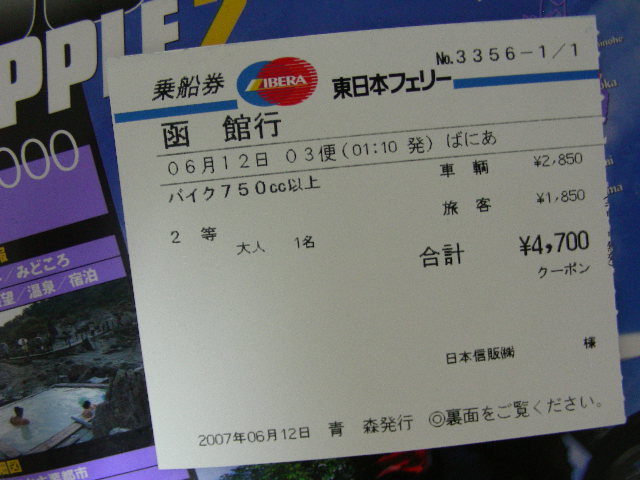 PPLE7
000
乗船券 LIBERA 東日本フェリー No.3356-1/1
函 館行
06月12日 03便(01:10 発) ばにあ
バイク750cc以上 車 輌 ¥2,850
旅 客 ¥1,850
2 等 大人 1名
合計 ¥4,700
クーポン
日本信販㈱ 様
2007年06月12日 青 森発行 ◎裏面をご覧ください。
報
/みどころ
望/温泉/宿泊
細図